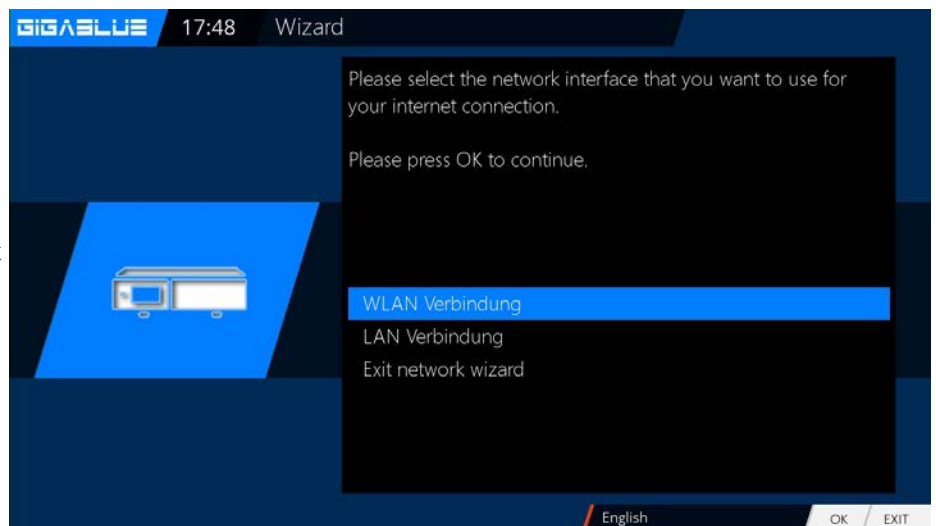 GIGABLUE 17:48 Wizard
Please select the network interface that you want to use for
your internet connection.
Please press OK to continue.
WLAN Verbindung
LAN Verbindung
Exit network wizard
English OK EXIT